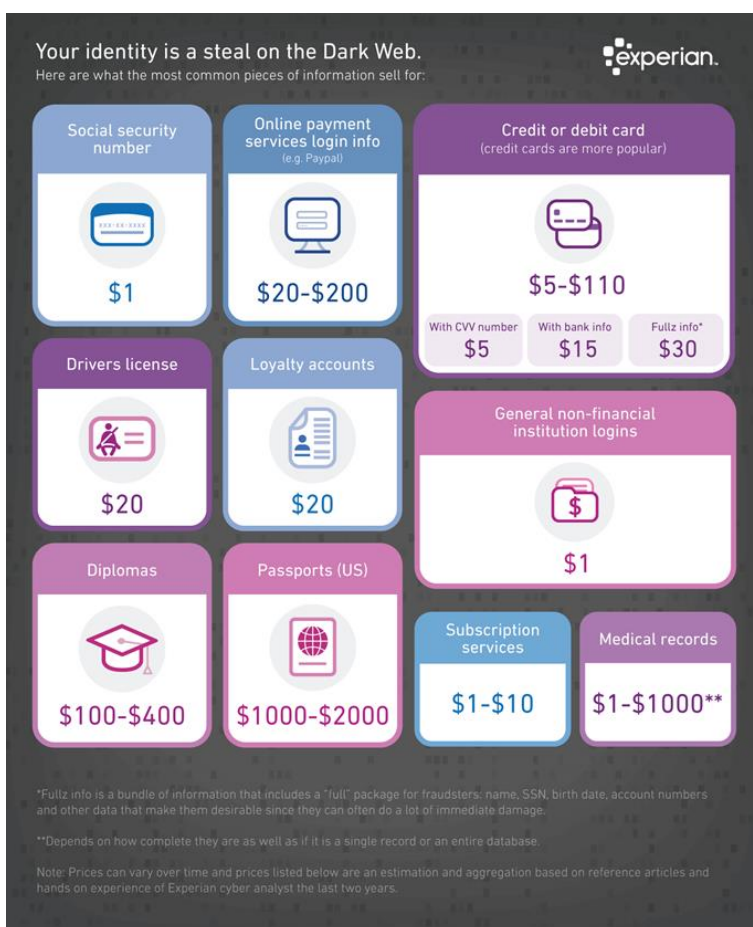 Your identity is a steal on the Dark Web.
Here are what the most common pieces of information sell for:
experian.
Social security
number
XXX-XX-XXXX
$1
Online payment
services login info
(e.g. Paypal)
$20-$200
Credit or debit card
(credit cards are more popular)
$5-$110
With CVV number
$5
With bank info
$15
Fullz info*
$30
Drivers license
$20
Loyalty accounts
$20
General non-financial
institution logins
$
$1
Diplomas
$100-$400
Passports (US)
$1000-$2000
Subscription
services
$1-$10
Medical records
$1-$1000**
*Fullz info is a bundle of information that includes a "full" package for fraudsters: name, SSN, birth date, account numbers
and other data that make them desirable since they can often do a lot of immediate damage.
**Depends on how complete they are as well as if it is a single record or an entire database.
Note: Prices can vary over time and prices listed below are an estimation and aggregation based on reference articles and
hands on experience of Experian cyber analyst the last two years.